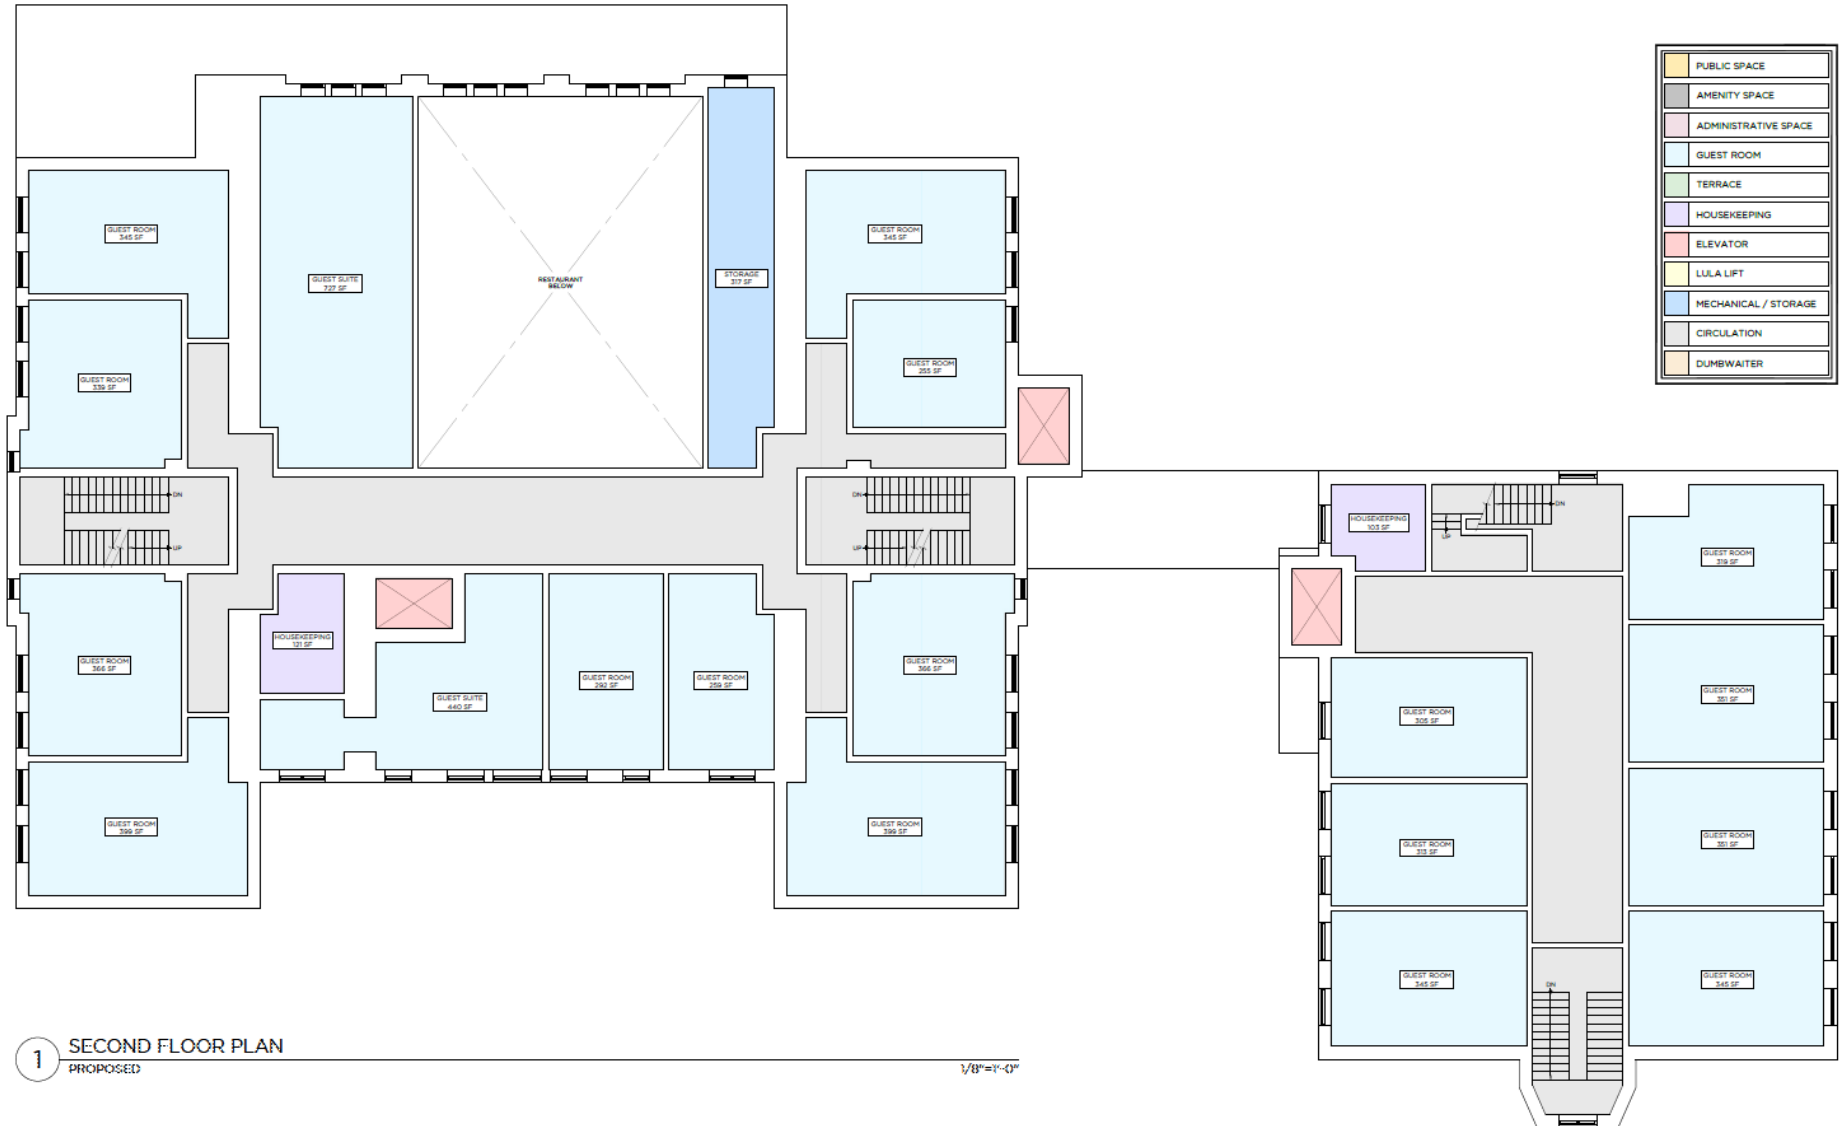 PUBLIC SPACE
AMENITY SPACE
ADMINISTRATIVE SPACE
GUEST ROOM
TERRACE
HOUSEKEEPING
ELEVATOR
LULA LIFT
MECHANICAL / STORAGE
CIRCULATION
DUMBWAITER
GUEST ROOM
345 SF
GUEST SUITE
727 SF
RESTAURANT
BELOW
STORAGE
317 SF
GUEST ROOM
345 SF
GUEST ROOM
339 SF
GUEST ROOM
255 SF
DN
UP
DN
UP
HOUSEKEEPING
103 SF
DN
UP
GUEST ROOM
319 SF
GUEST ROOM
366 SF
HOUSEKEEPING
121 SF
GUEST SUITE
440 SF
GUEST ROOM
292 SF
GUEST ROOM
259 SF
GUEST ROOM
366 SF
GUEST ROOM
305 SF
GUEST ROOM
351 SF
GUEST ROOM
399 SF
GUEST ROOM
399 SF
GUEST ROOM
313 SF
GUEST ROOM
351 SF
GUEST ROOM
345 SF
DN
GUEST ROOM
345 SF
1
SECOND FLOOR PLAN
PROPOSED
1/8"=1'-0"